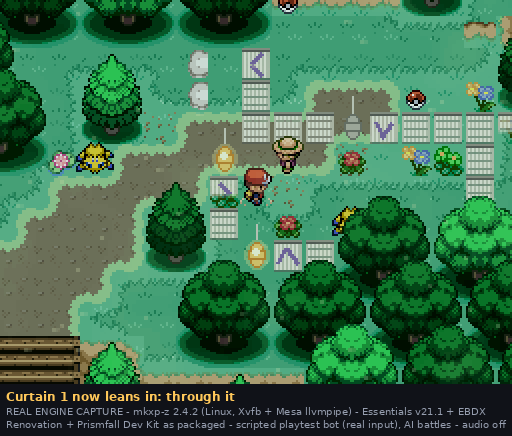 Curtain 1 now leans in: through it
REAL ENGINE CAPTURE - mkxp-z 2.4.2 (Linux, Xvfb + Mesa llvmpipe) - Essentials v21.1 + EBDX
Renovation + Prismfall Dev Kit as packaged - scripted playtest bot (real input), AI battles - audio off